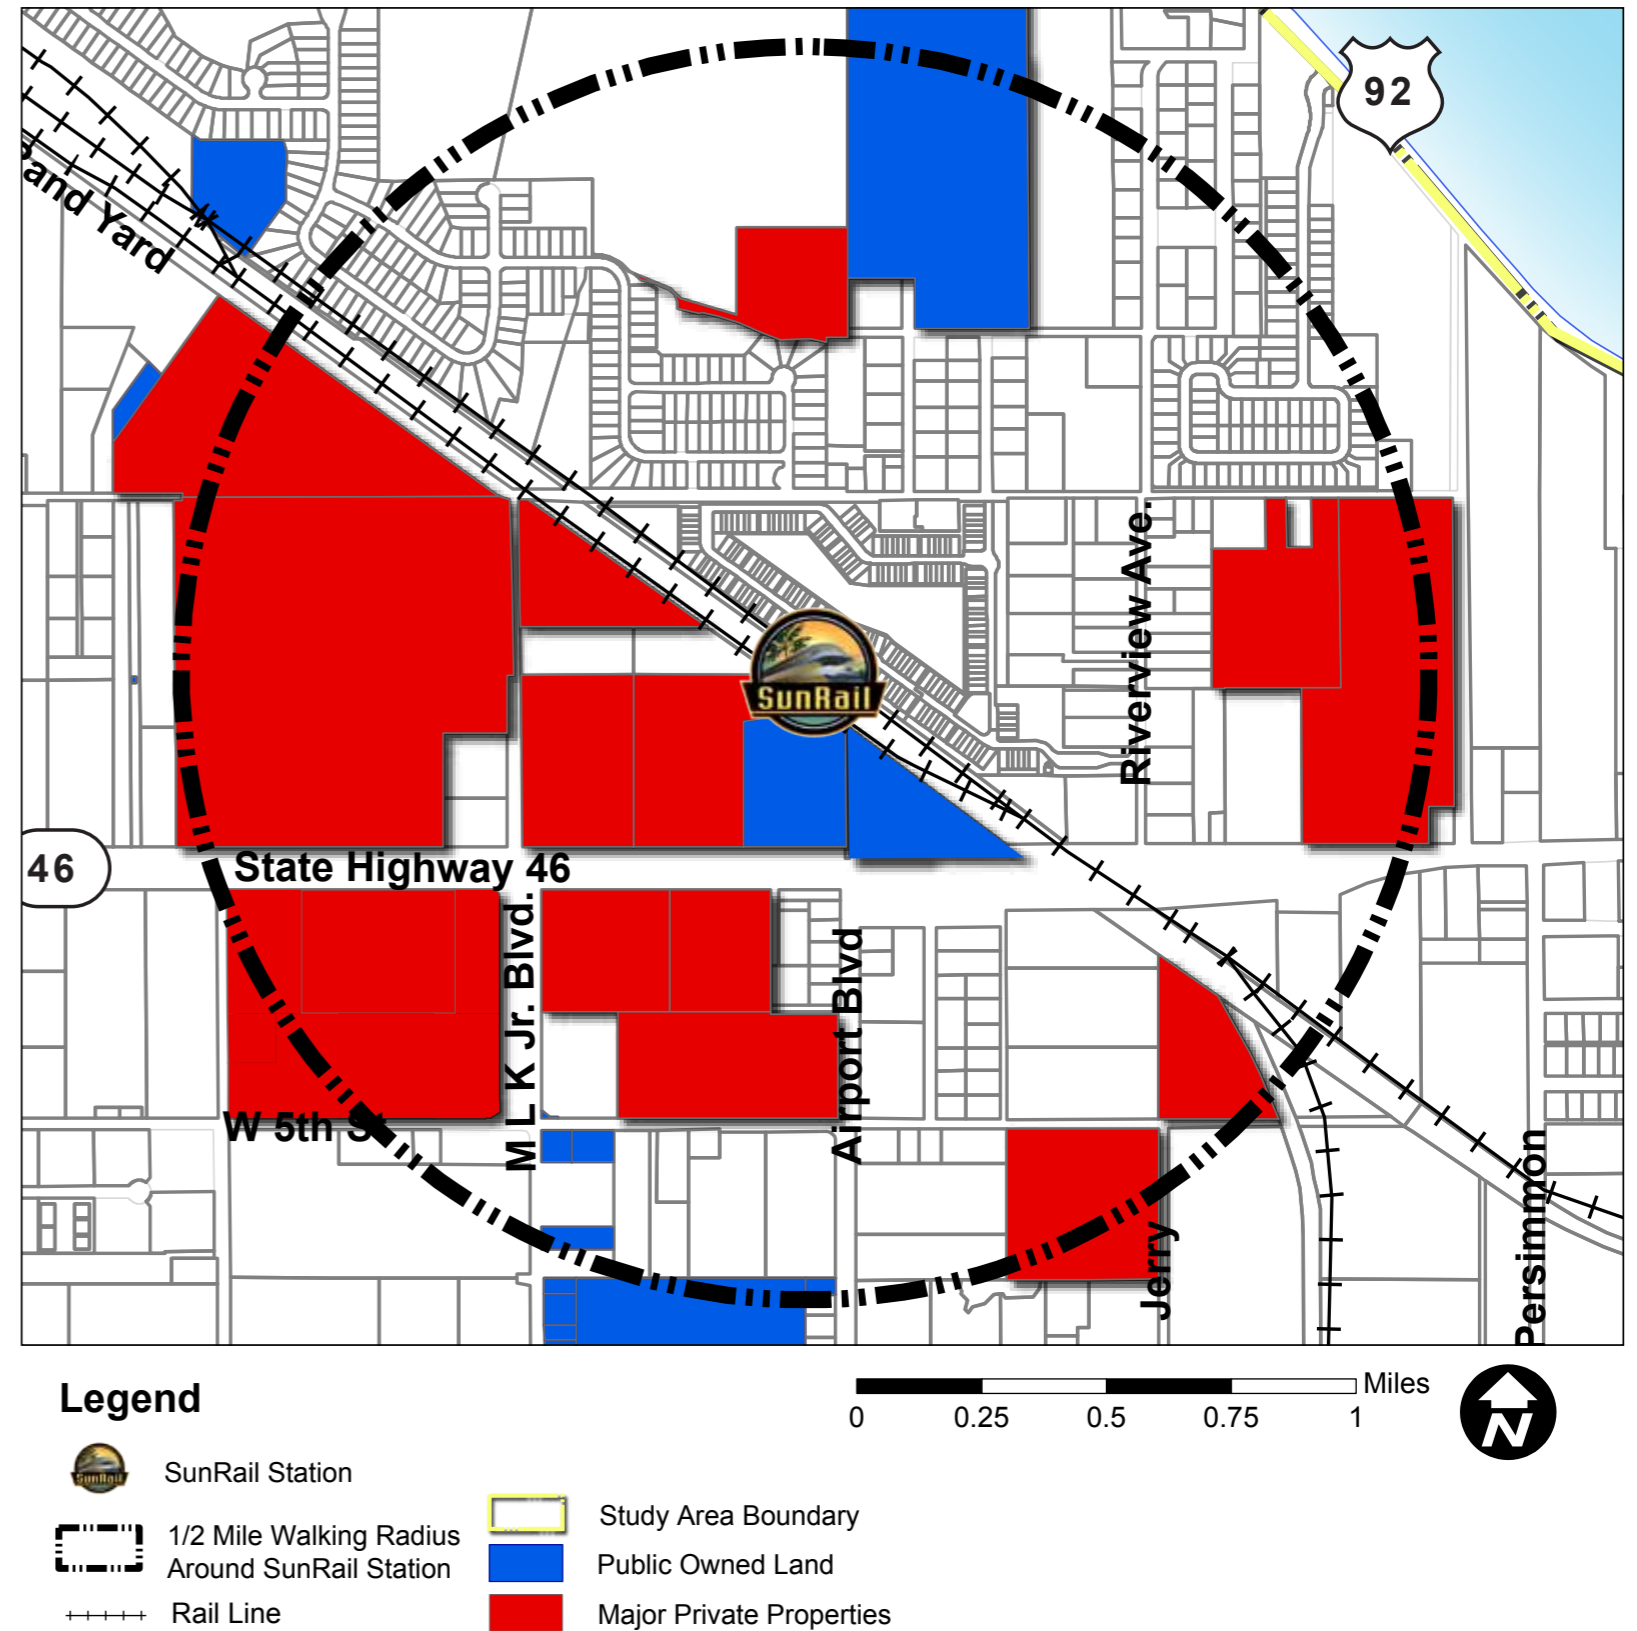 92
Rand Yard
SunRail
Riverview Ave.
46
State Highway 46
M L K Jr. Blvd.
Airport Blvd
W 5th St
Jerry
Persimmon
Legend
Miles
0 0.25 0.5 0.75 1
N
SunRail
SunRail Station
1/2 Mile Walking Radius
Around SunRail Station
Rail Line
Study Area Boundary
Public Owned Land
Major Private Properties